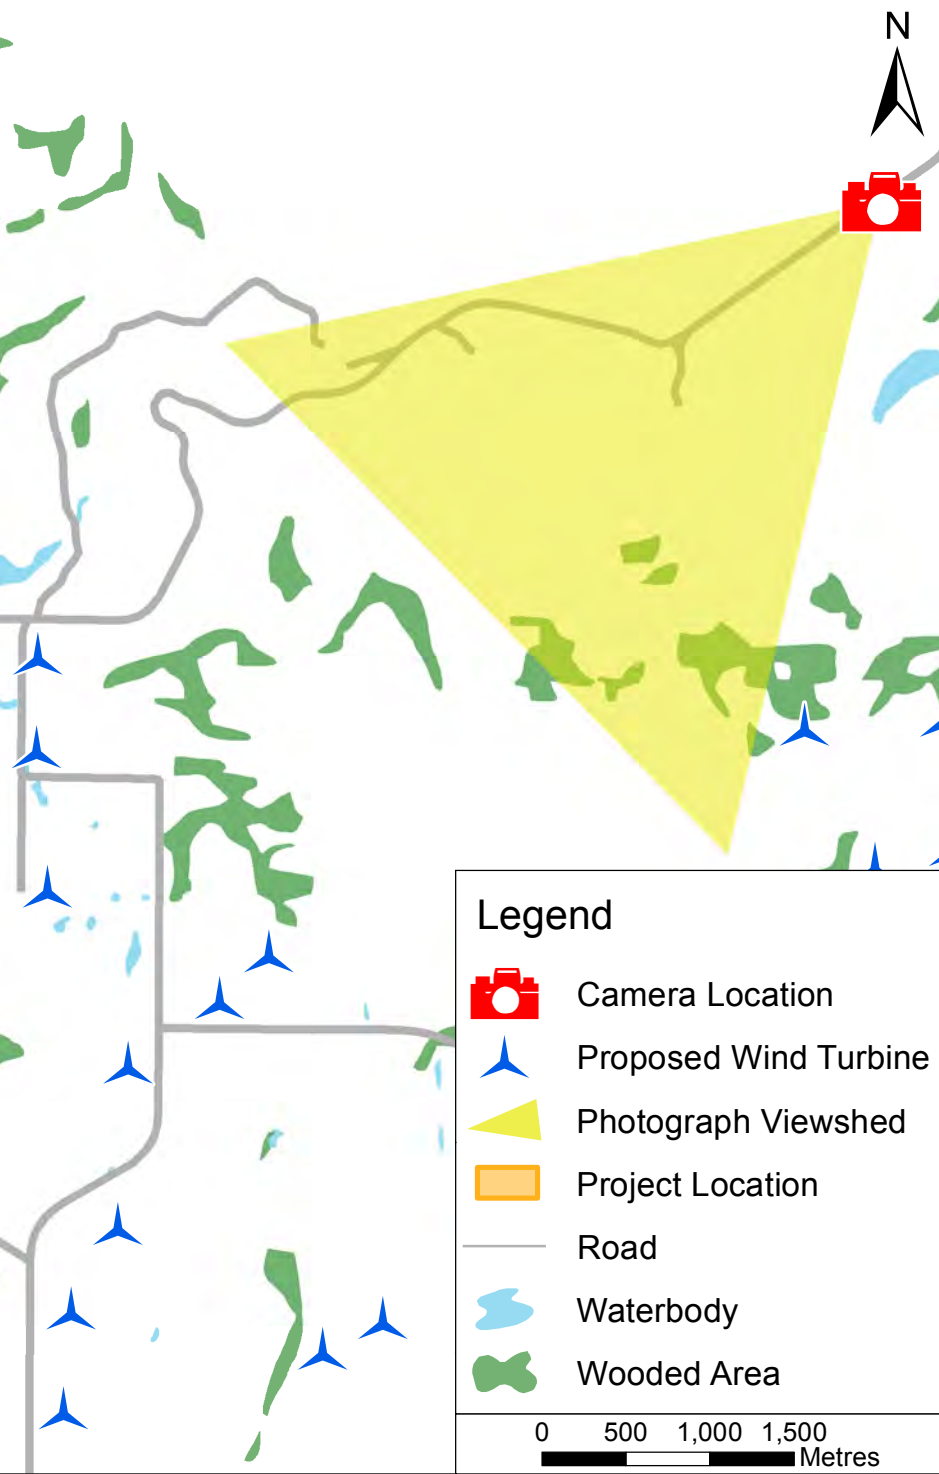 N
Legend
Camera Location
Proposed Wind Turbine
Photograph Viewshed
Project Location
Road
Waterbody
Wooded Area
0 500 1,000 1,500
Metres